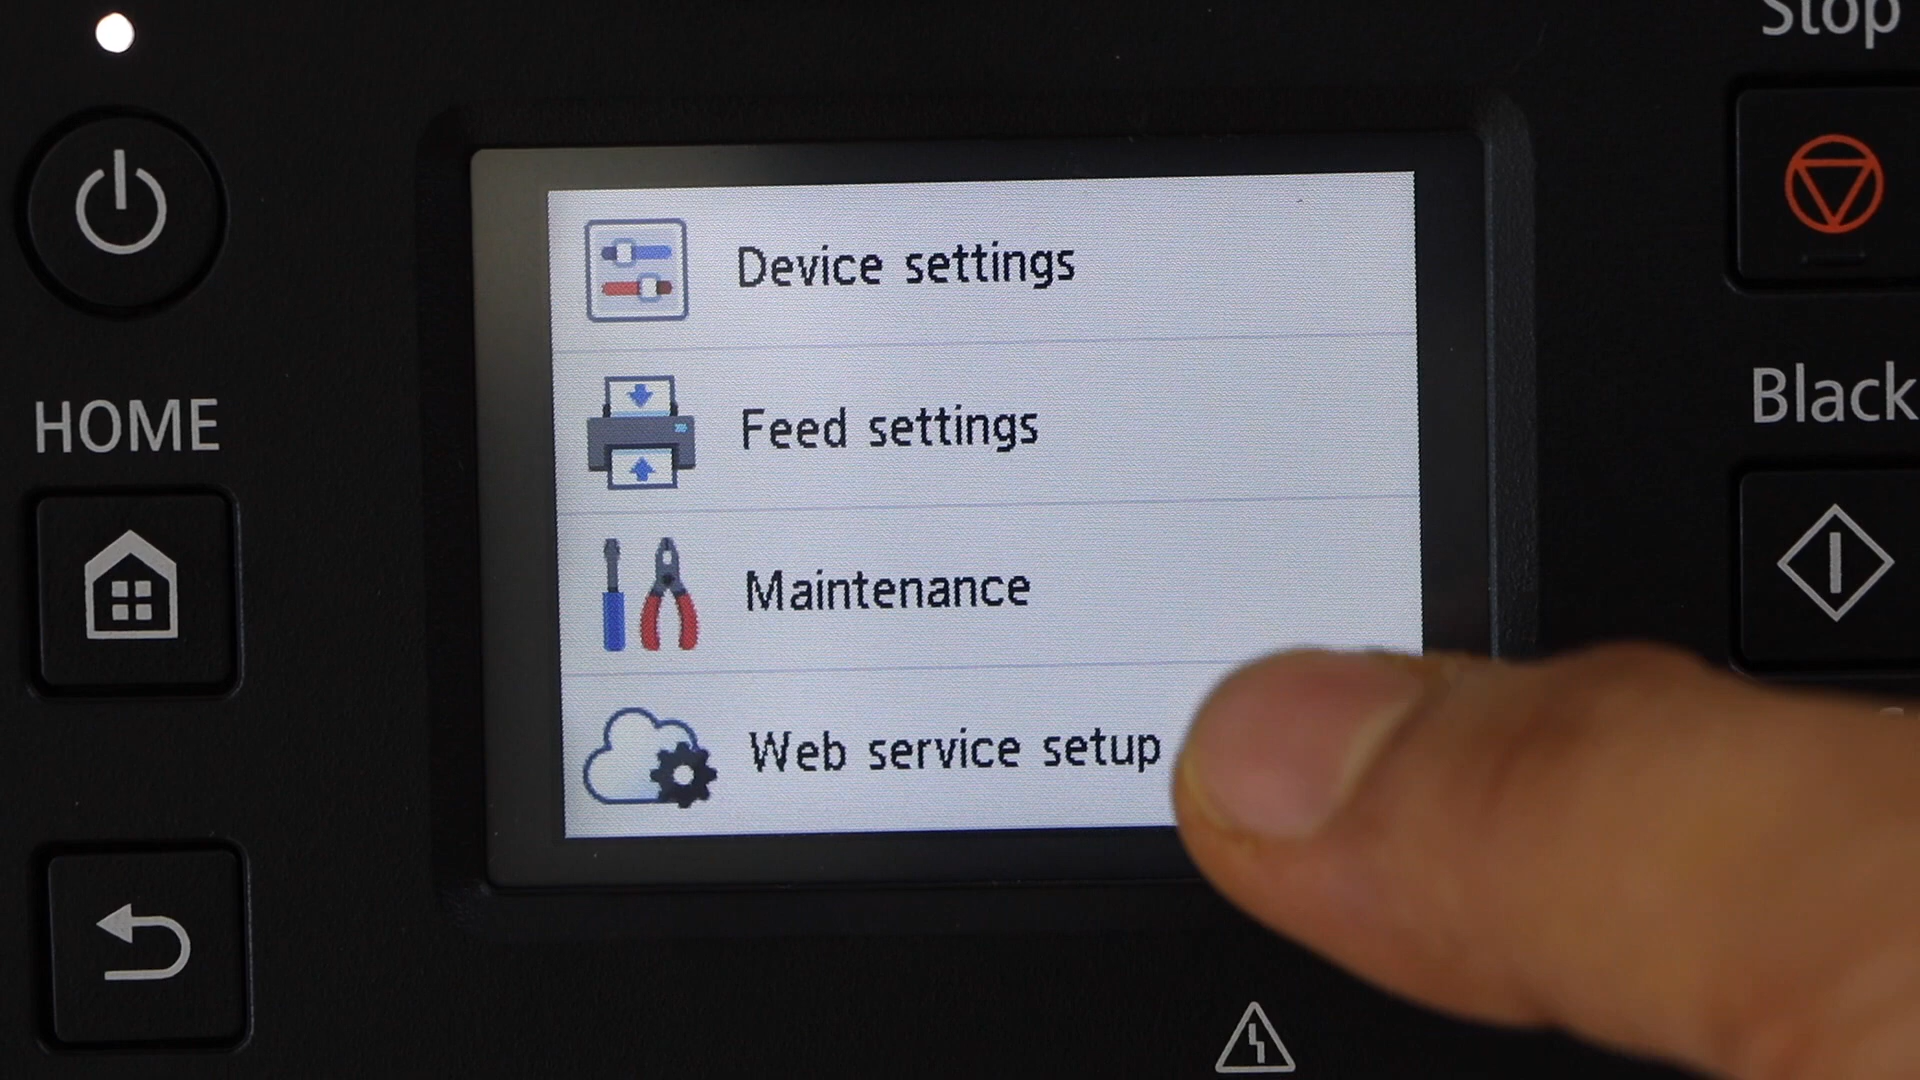 Stop
HOME
Black
Device settings
Feed settings
Maintenance
Web service setup